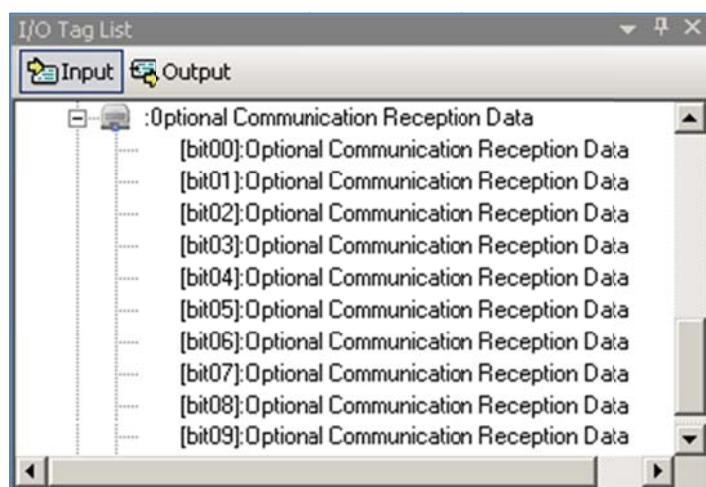 I/O Tag List
Input Output
:Optional Communication Reception Data
[bit00]:Optional Communication Reception Data
[bit01]:Optional Communication Reception Data
[bit02]:Optional Communication Reception Data
[bit03]:Optional Communication Reception Data
[bit04]:Optional Communication Reception Data
[bit05]:Optional Communication Reception Data
[bit06]:Optional Communication Reception Data
[bit07]:Optional Communication Reception Data
[bit08]:Optional Communication Reception Data
[bit09]:Optional Communication Reception Data